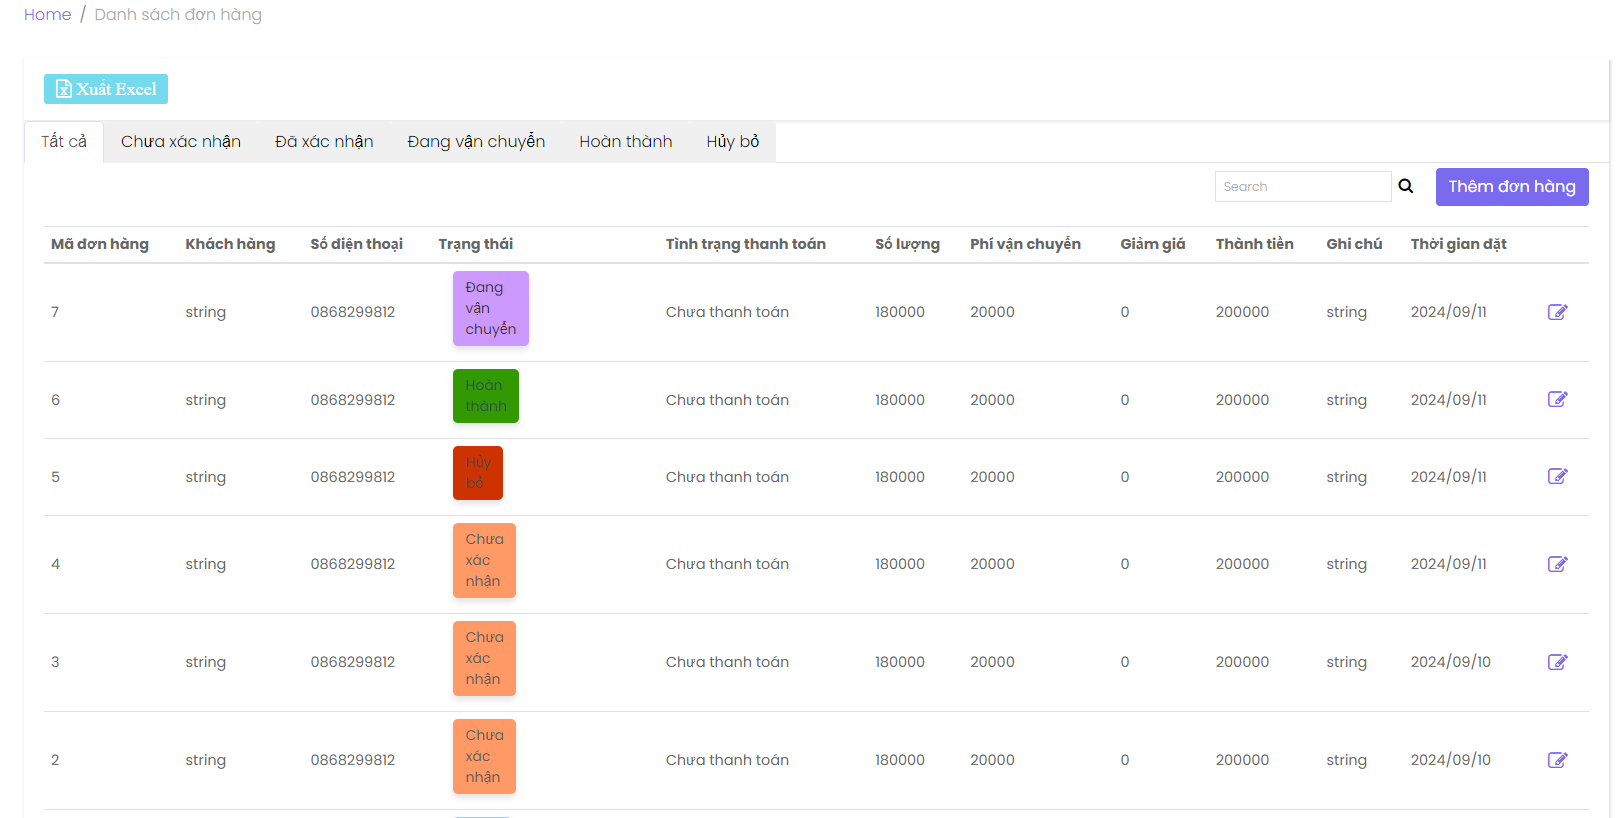 Home / Danh sách đơn hàng
Xuất Excel
Tất cả Chưa xác nhận Đã xác nhận Đang vận chuyển Hoàn thành Hủy bỏ
Search Thêm đơn hàng
Mã đơn hàng Khách hàng Số điện thoại Trạng thái Tình trạng thanh toán Số lượng Phí vận chuyển Giảm giá Thành tiền Ghi chú Thời gian đặt
7 string 0868299812 Đang vận chuyển Chưa thanh toán 180000 20000 0 200000 string 2024/09/11
6 string 0868299812 Hoàn thành Chưa thanh toán 180000 20000 0 200000 string 2024/09/11
5 string 0868299812 Hủy bỏ Chưa thanh toán 180000 20000 0 200000 string 2024/09/11
4 string 0868299812 Chưa xác nhận Chưa thanh toán 180000 20000 0 200000 string 2024/09/11
3 string 0868299812 Chưa xác nhận Chưa thanh toán 180000 20000 0 200000 string 2024/09/10
2 string 0868299812 Chưa xác nhận Chưa thanh toán 180000 20000 0 200000 string 2024/09/10